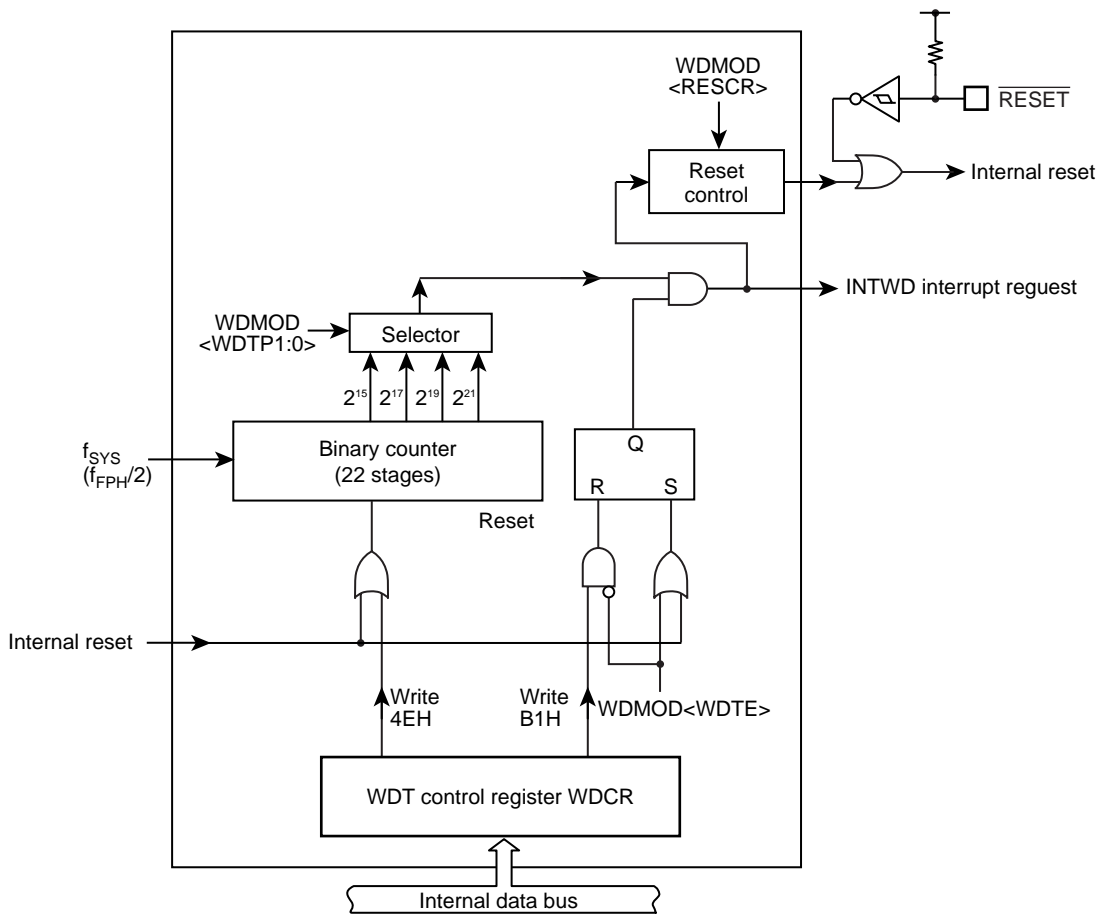 WDMOD
<RESCR>
RESET
Reset
control
Internal reset
INTWD interrupt reguest
WDMOD
<WDTP1:0>
Selector
2¹⁵ 2¹⁷ 2¹⁹ 2²¹
fSYS
(fFPH/2)
Binary counter
(22 stages)
Q
R S
Reset
Internal reset
Write
4EH
Write
B1H
WDMOD<WDTE>
WDT control register WDCR
Internal data bus